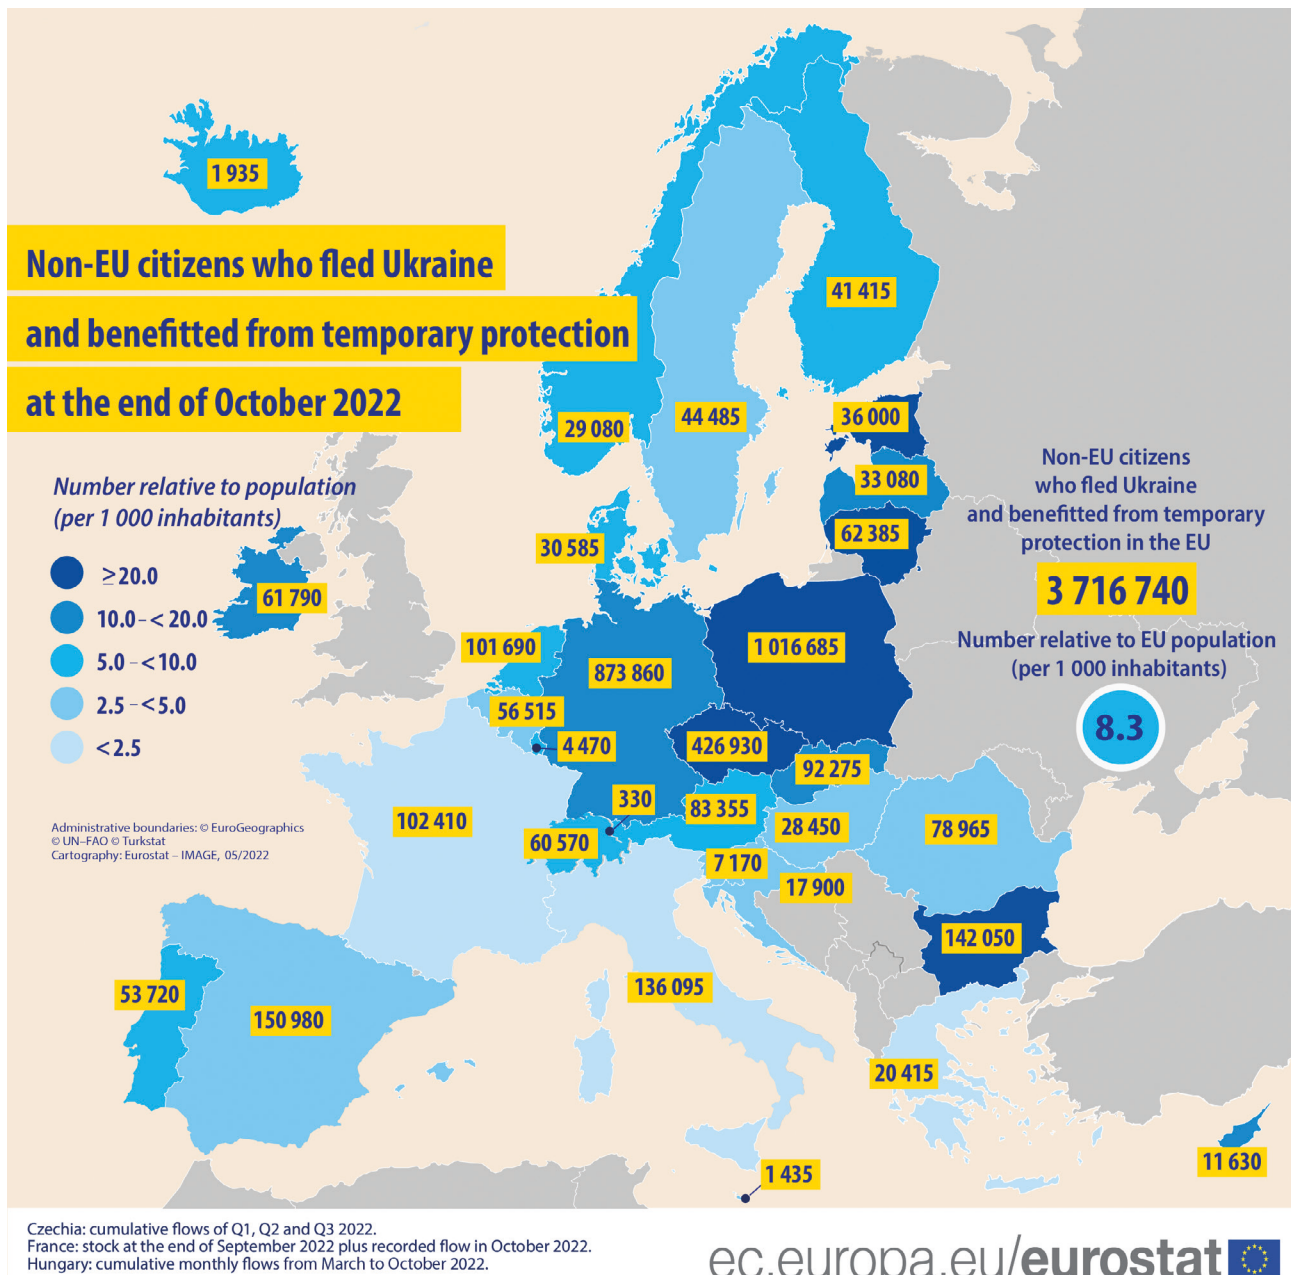 1 935
Non-EU citizens who fled Ukraine
and benefitted from temporary protection
at the end of October 2022
41 415
44 485
29 080
36 000
33 080
62 385
30 585
Number relative to population
(per 1 000 inhabitants)
≥20.0
10.0–<20.0
5.0–<10.0
2.5–<5.0
<2.5
Administrative boundaries: © EuroGeographics
© UN–FAO © Turkstat
Cartography: Eurostat – IMAGE, 05/2022
Non-EU citizens
who fled Ukraine
and benefitted from temporary
protection in the EU
3 716 740
Number relative to EU population
(per 1 000 inhabitants)
8.3
61 790
101 690
873 860
1 016 685
56 515
4 470
426 930
92 275
330
83 355
102 410
60 570
28 450
78 965
7 170
17 900
142 050
53 720
150 980
136 095
20 415
1 435
11 630
Czechia: cumulative flows of Q1, Q2 and Q3 2022.
France: stock at the end of September 2022 plus recorded flow in October 2022.
Hungary: cumulative monthly flows from March to October 2022.
ec.europa.eu/eurostat